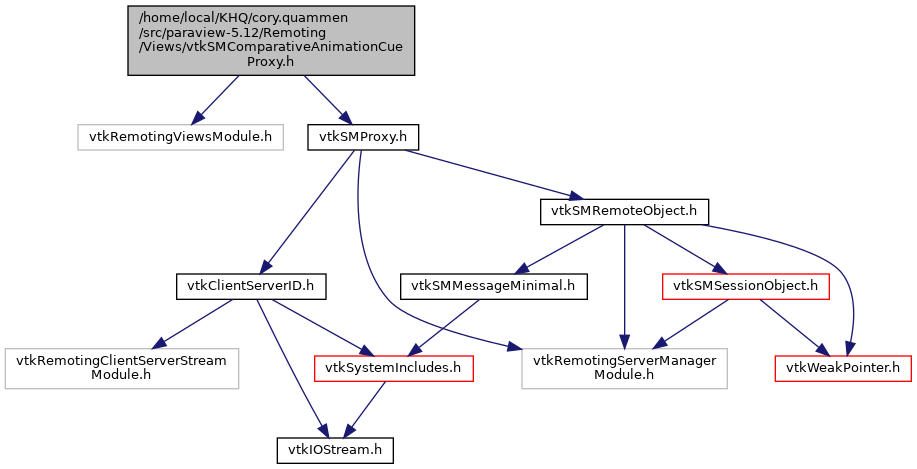 /home/local/KHQ/cory.quammen
/src/paraview-5.12/Remoting
/Views/vtkSMComparativeAnimationCue
Proxy.h
vtkRemotingViewsModule.h
vtkSMProxy.h
vtkSMRemoteObject.h
vtkClientServerID.h
vtkSMMessageMinimal.h
vtkSMSessionObject.h
vtkRemotingClientServerStream
Module.h
vtkSystemIncludes.h
vtkRemotingServerManager
Module.h
vtkWeakPointer.h
vtkIOStream.h